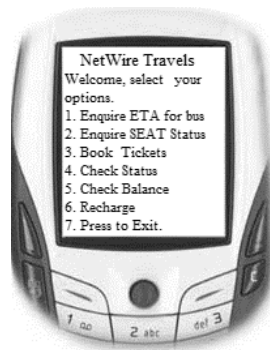 NetWire Travels
Welcome, select your
options.
1. Enquire ETA for bus
2. Enquire SEAT Status
3. Book Tickets
4. Check Status
5. Check Balance
6. Recharge
7. Press to Exit.
1 ao
2 abc
def 3